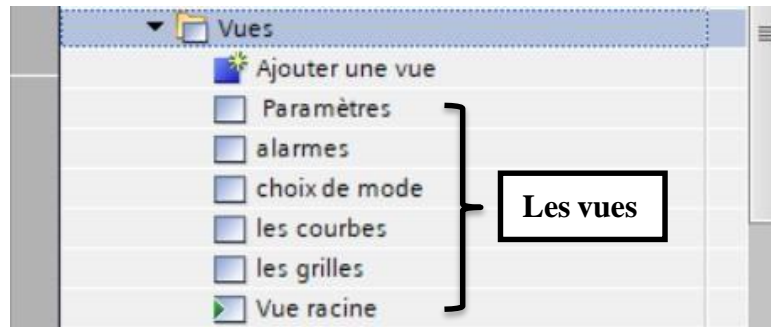 Vues
Ajouter une vue
Paramètres
alarmes
choix de mode
les courbes
les grilles
Vue racine
Les vues